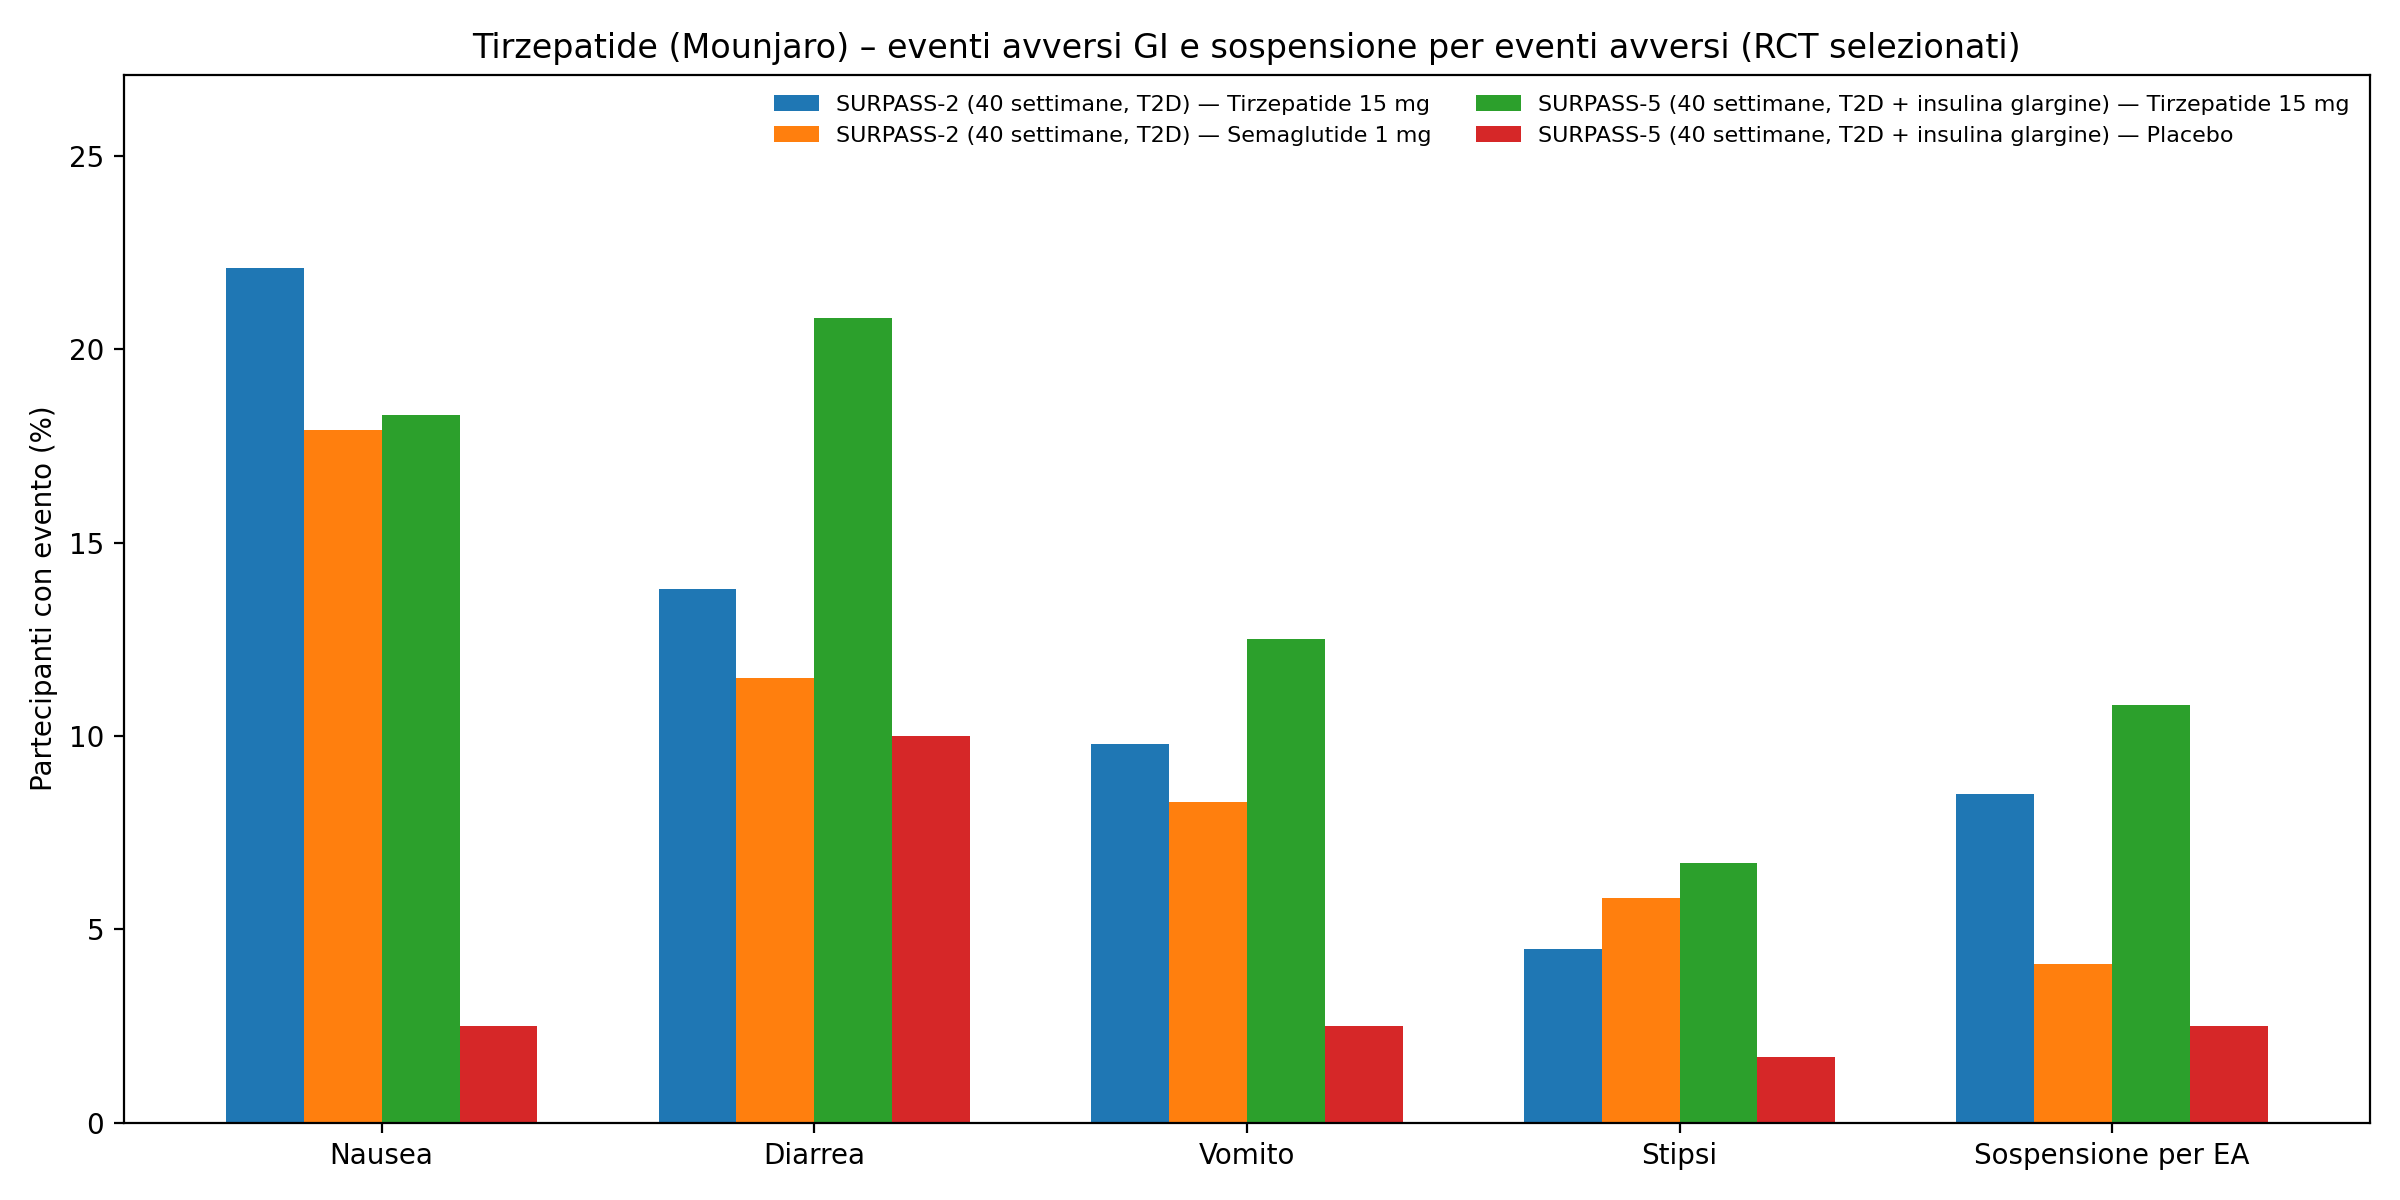 Tirzepatide (Mounjaro) – eventi avversi GI e sospensione per eventi avversi (RCT selezionati)
SURPASS-2 (40 settimane, T2D) — Tirzepatide 15 mg
SURPASS-2 (40 settimane, T2D) — Semaglutide 1 mg
SURPASS-5 (40 settimane, T2D + insulina glargine) — Tirzepatide 15 mg
SURPASS-5 (40 settimane, T2D + insulina glargine) — Placebo
Partecipanti con evento (%)
25
20
15
10
5
0
Nausea
Diarrea
Vomito
Stipsi
Sospensione per EA